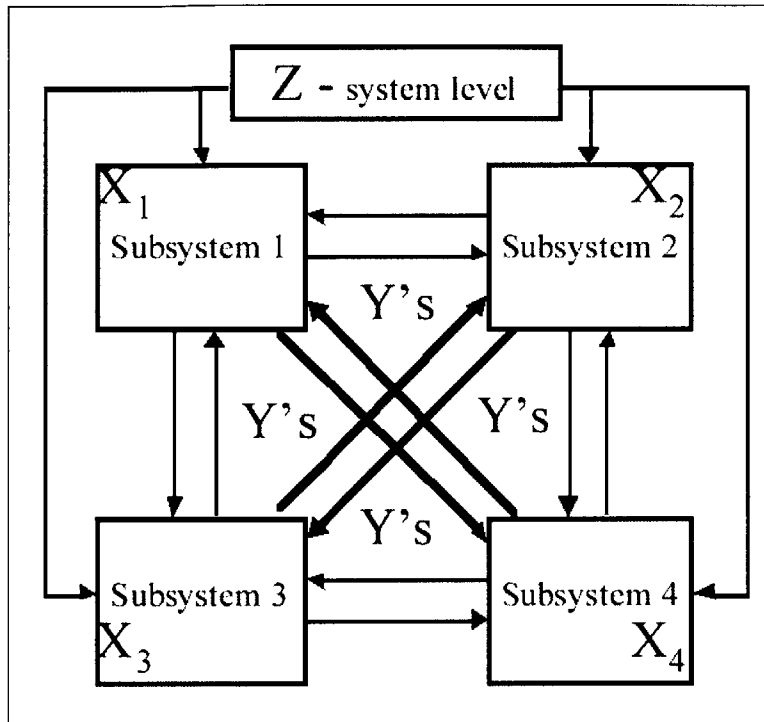 Z - system level
X1
X2
Subsystem 1
Subsystem 2
Y's
Y's
Y's
Y's
Subsystem 3
Subsystem 4
X3
X4